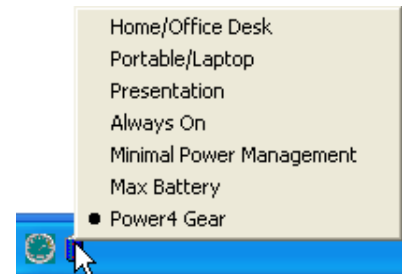 Home/Office Desk
Portable/Laptop
Presentation
Always On
Minimal Power Management
Max Battery
Power4 Gear